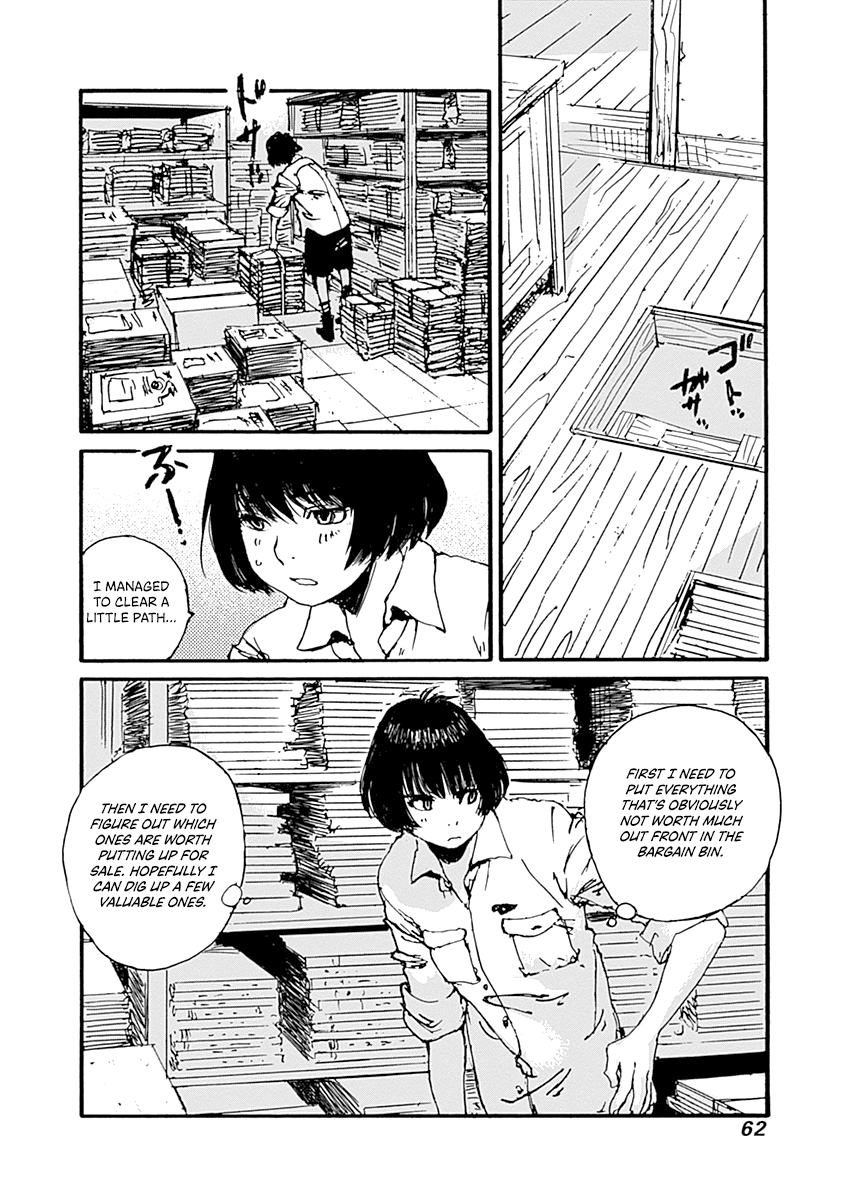 ゴト
ガサ
ドサ
ふー
I MANAGED
TO CLEAR A
LITTLE PATH...
FIRST I NEED TO
PUT EVERYTHING
THAT'S OBVIOUSLY
NOT WORTH MUCH
OUT FRONT IN THE
BARGAIN BIN.
THEN I NEED TO
FIGURE OUT WHICH
ONES ARE WORTH
PUTTING UP FOR
SALE. HOPEFULLY I
CAN DIG UP A FEW
VALUABLE ONES.
62